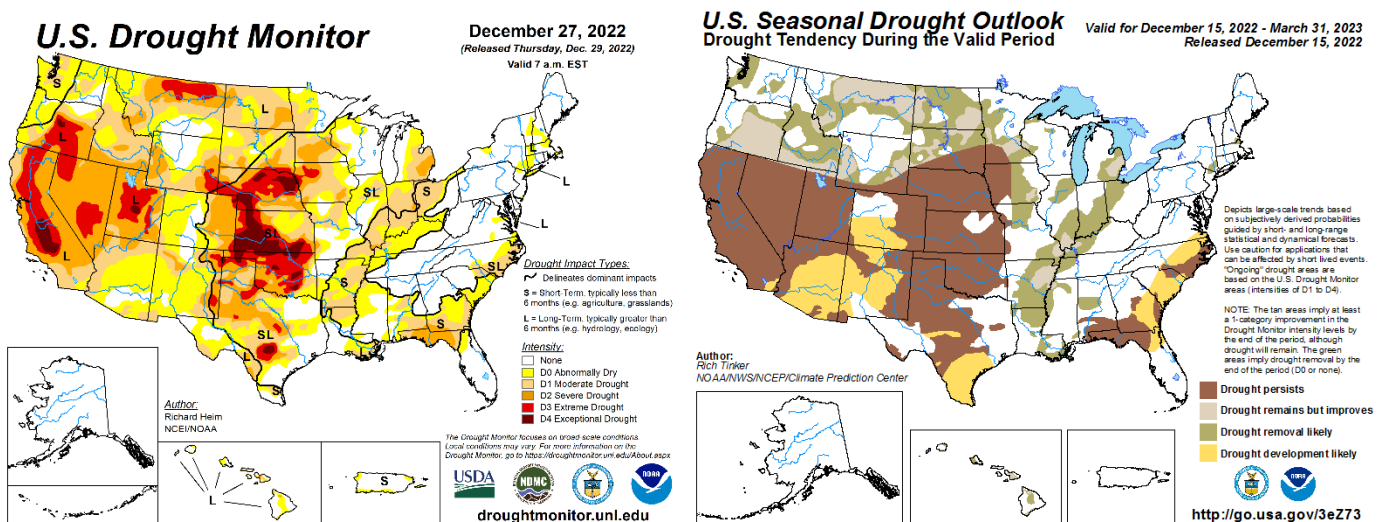 U.S. Drought Monitor
December 27, 2022
(Released Thursday, Dec. 29, 2022)
Valid 7 a.m. EST
S
L
L
L
L
L
SL
S
SL
S
SL
L
S
S
L
S
SL
L
L
L
Drought Impact Types:
Delineates dominant impacts
S = Short-Term, typically less than
6 months (e.g. agriculture, grasslands)
L = Long-Term, typically greater than
6 months (e.g. hydrology, ecology)
Intensity:
None
D0 Abnormally Dry
D1 Moderate Drought
D2 Severe Drought
D3 Extreme Drought
D4 Exceptional Drought
Author:
Richard Heim
NCEI/NOAA
L
S
The Drought Monitor focuses on broad-scale conditions.
Local conditions may vary. For more information on the
Drought Monitor, go to https://droughtmonitor.unl.edu/About.aspx
USDA
NDMC
NOAA
droughtmonitor.unl.edu
U.S. Seasonal Drought Outlook
Drought Tendency During the Valid Period
Valid for December 15, 2022 - March 31, 2023
Released December 15, 2022
Depicts large-scale trends based
on subjectively derived probabilities
guided by short- and long-range
statistical and dynamical forecasts.
Use caution for applications that
can be affected by short lived events.
"Ongoing" drought areas are
based on the U.S. Drought Monitor
areas (intensities of D1 to D4).
NOTE: The tan areas imply at least
a 1-category improvement in the
Drought Monitor intensity levels by
the end of the period, although
drought will remain. The green
areas imply drought removal by the
end of the period (D0 or none).
Author:
Rich Tinker
NOAA/NWS/NCEP/Climate Prediction Center
Drought persists
Drought remains but improves
Drought removal likely
Drought development likely
NOAA
http://go.usa.gov/3eZ73